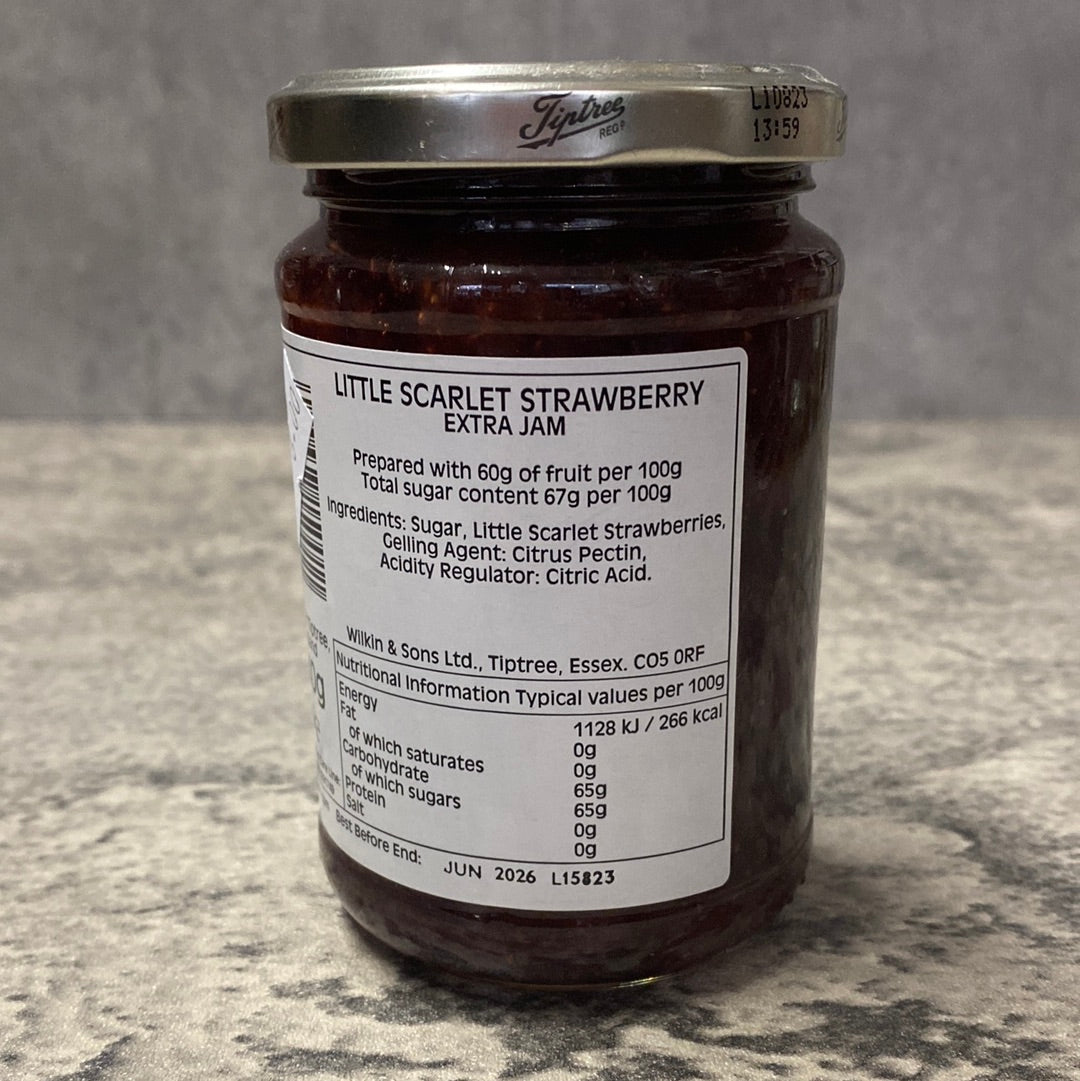 Tiptree
REGD
L10823
13:59
LITTLE SCARLET STRAWBERRY
EXTRA JAM
Prepared with 60g of fruit per 100g
Total sugar content 67g per 100g
Ingredients: Sugar, Little Scarlet Strawberries,
Gelling Agent: Citrus Pectin,
Acidity Regulator: Citric Acid.
Wilkin & Sons Ltd., Tiptree, Essex. CO5 0RF
Nutritional Information Typical values per 100g
Energy 1128 kJ / 266 kcal
Fat 0g
of which saturates 0g
Carbohydrate 65g
of which sugars 65g
Protein 0g
Salt 0g
Best Before End: JUN 2026 L15823